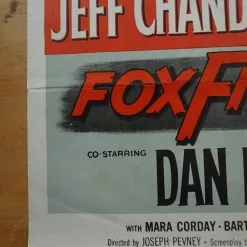 JEFF CHAND
FOXFI
CO-STARRING
DAN
WITH MARA CORDAY · BART
Directed by JOSEPH PEVNEY · Screenplay b